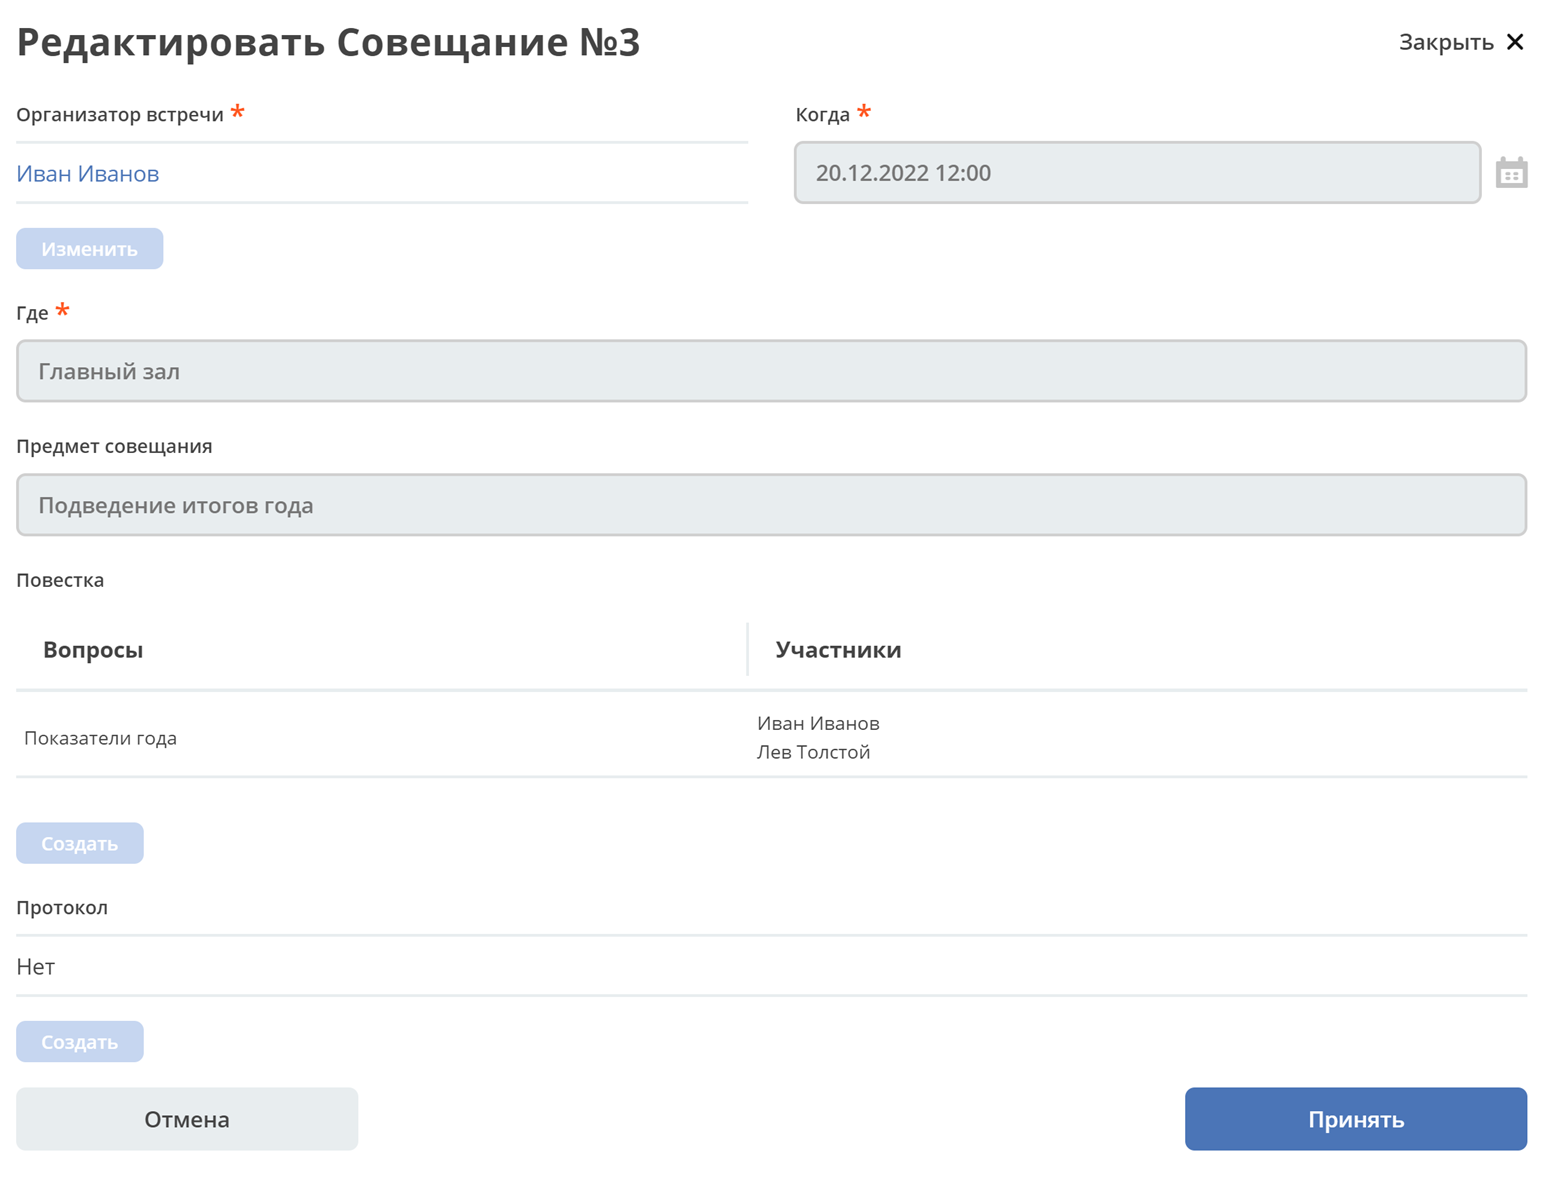 Редактировать Совещание №3
Закрыть ✕
Организатор встречи *
Когда *
Иван Иванов
20.12.2022 12:00
Изменить
Где *
Главный зал
Предмет совещания
Подведение итогов года
Повестка
Вопросы
Участники
Показатели года
Иван Иванов
Лев Толстой
Создать
Протокол
Нет
Создать
Отмена
Принять